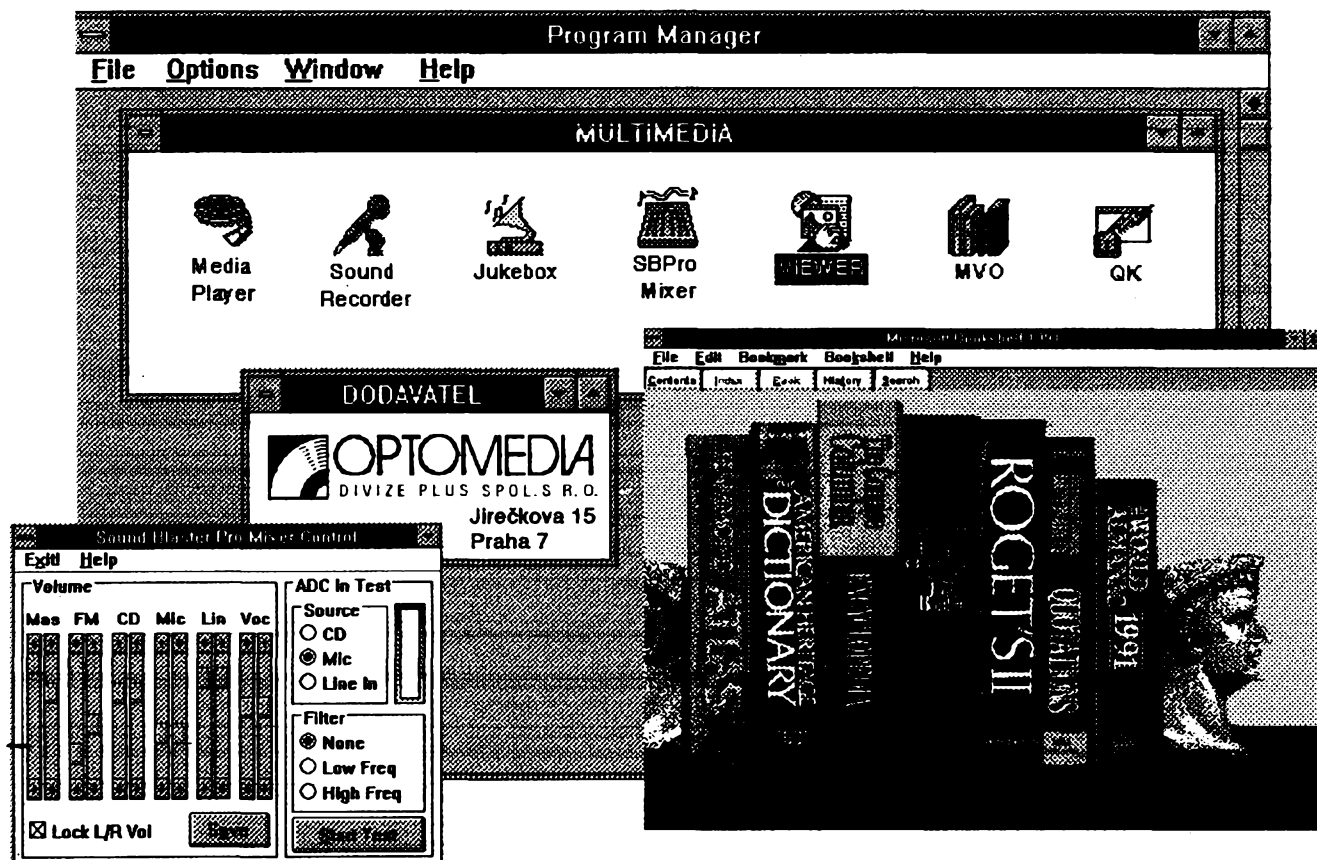 Program Manager
File Options Window Help
MULTIMEDIA
Media
Player
Sound
Recorder
Jukebox
SBPro
Mixer
VIEWER
MVO
QK
File Edit Bookmark Bookshelf Help
Contents Index Book History Search
AMERICAN HERITAGE
DICTIONARY
ROGET'S II
QUOTATIONS
WORLD
ALMANAC
1991
DODAVATEL
OPTOMEDIA
DIVIZE PLUS SPOL. S R. O.
Jirečkova 15
Praha 7
Sound Blaster Pro Mixer Control
Exit! Help
Volume
Mas FM CD Mic Lin Voc
Lock L/R Vol
Save
ADC In Test
Source
CD
Mic
Line In
Filter
None
Low Freq
High Freq
Start Test